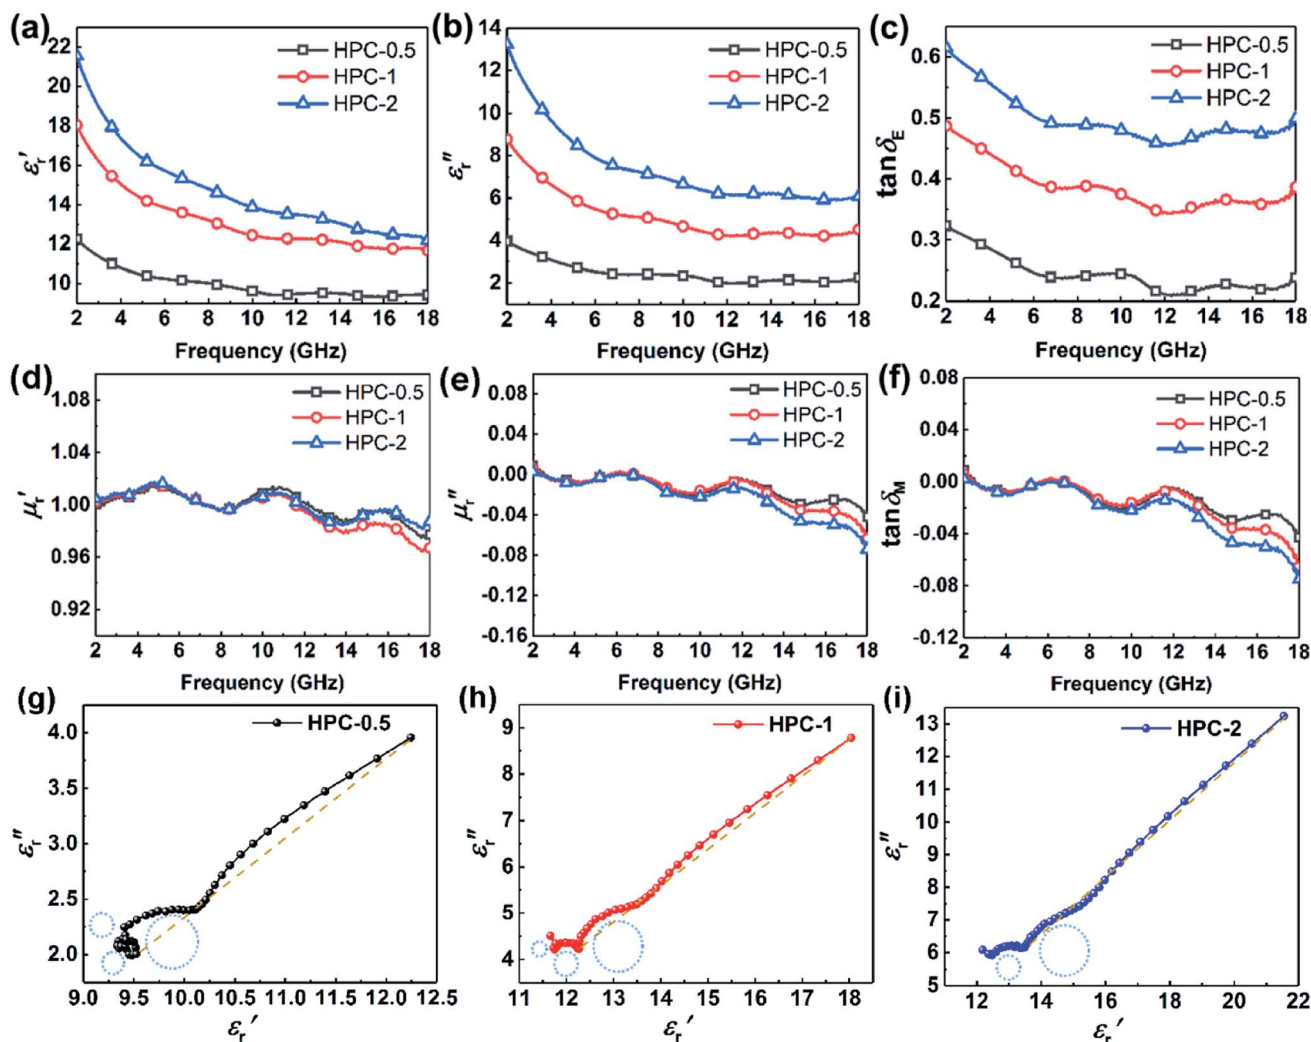 (a)
22
20
18
16
14
12
10
εr′
2 4 6 8 10 12 14 16 18
Frequency (GHz)
HPC-0.5
HPC-1
HPC-2
(b)
14
12
10
8
6
4
2
εr″
2 4 6 8 10 12 14 16 18
Frequency (GHz)
HPC-0.5
HPC-1
HPC-2
(c)
0.6
0.5
0.4
0.3
0.2
tanδE
2 4 6 8 10 12 14 16 18
Frequency (GHz)
HPC-0.5
HPC-1
HPC-2
(d)
1.08
1.04
1.00
0.96
0.92
μr′
2 4 6 8 10 12 14 16 18
Frequency (GHz)
HPC-0.5
HPC-1
HPC-2
(e)
0.08
0.04
0.00
-0.04
-0.08
-0.12
-0.16
μr″
2 4 6 8 10 12 14 16 18
Frequency (GHz)
HPC-0.5
HPC-1
HPC-2
(f)
0.08
0.04
0.00
-0.04
-0.08
-0.12
tanδM
2 4 6 8 10 12 14 16 18
Frequency (GHz)
HPC-0.5
HPC-1
HPC-2
(g)
HPC-0.5
4.0
3.5
3.0
2.5
2.0
εr″
9.0 9.5 10.0 10.5 11.0 11.5 12.0 12.5
εr′
(h)
HPC-1
9
8
7
6
5
4
εr″
11 12 13 14 15 16 17 18
εr′
(i)
HPC-2
13
12
11
10
9
8
7
6
5
εr″
12 14 16 18 20 22
εr′